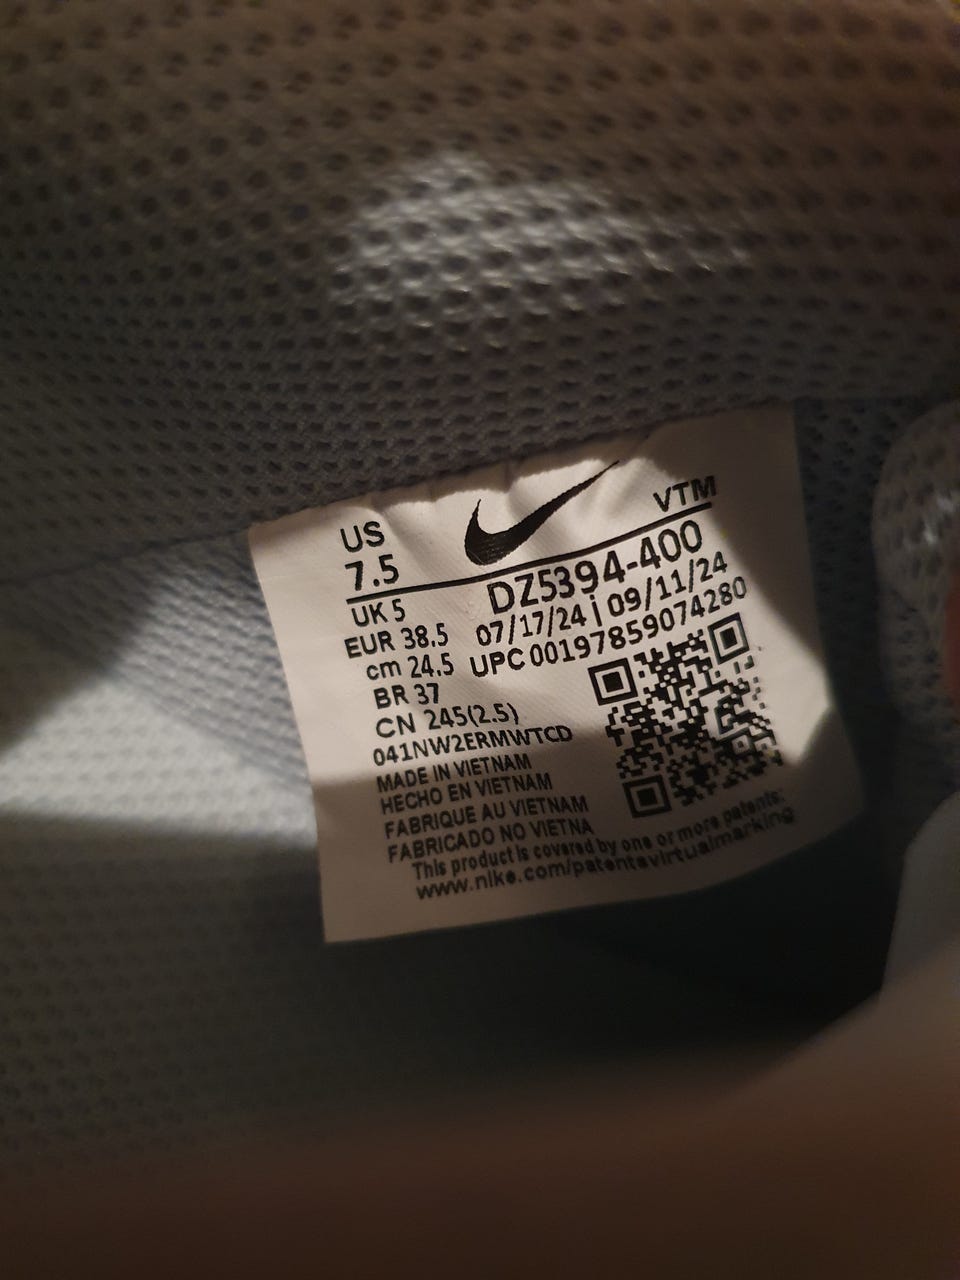 US
7.5
VTM
DZ5394-400
07/17/24 | 09/11/24
UPC 00197859074280
UK 5
EUR 38.5
cm 24.5
BR 37
CN 245(2.5)
041NW2ERMWTCD
MADE IN VIETNAM
HECHO EN VIETNAM
FABRIQUE AU VIETNAM
FABRICADO NO VIETNA
This product is covered by one or more patents:
www.nike.com/patentsvirtualmarking